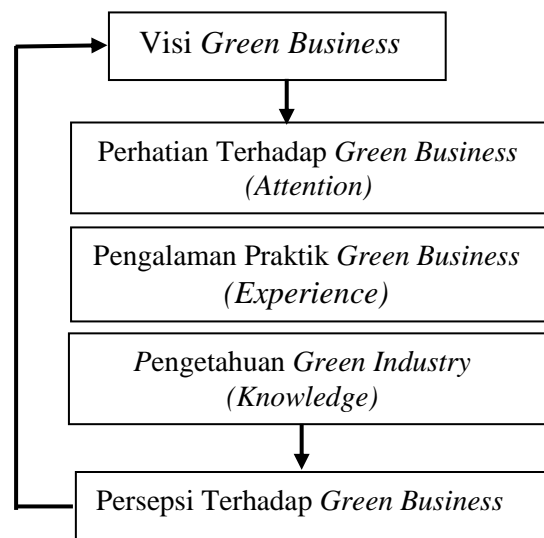 Visi Green Business
Perhatian Terhadap Green Business
(Attention)
Pengalaman Praktik Green Business
(Experience)
Pengetahuan Green Industry
(Knowledge)
Persepsi Terhadap Green Business